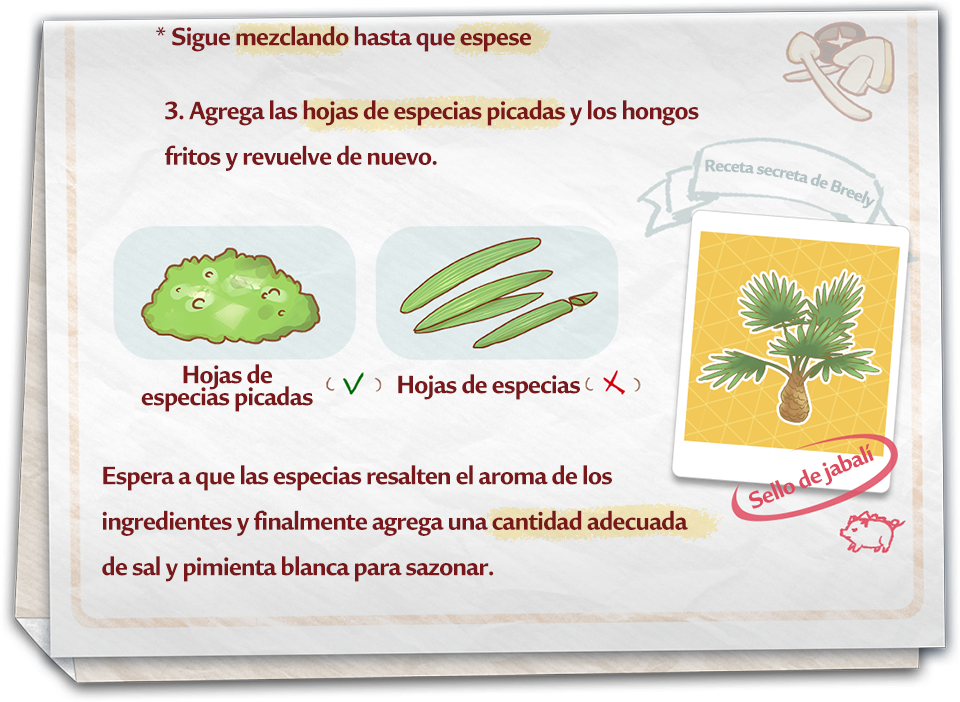 * Sigue mezclando hasta que espese
3. Agrega las hojas de especias picadas y los hongos
fritos y revuelve de nuevo.
Receta secreta de Breely
Hojas de
especias picadas
Hojas de especias
Sello de jabalí
Espera a que las especias resalten el aroma de los
ingredientes y finalmente agrega una cantidad adecuada
de sal y pimienta blanca para sazonar.